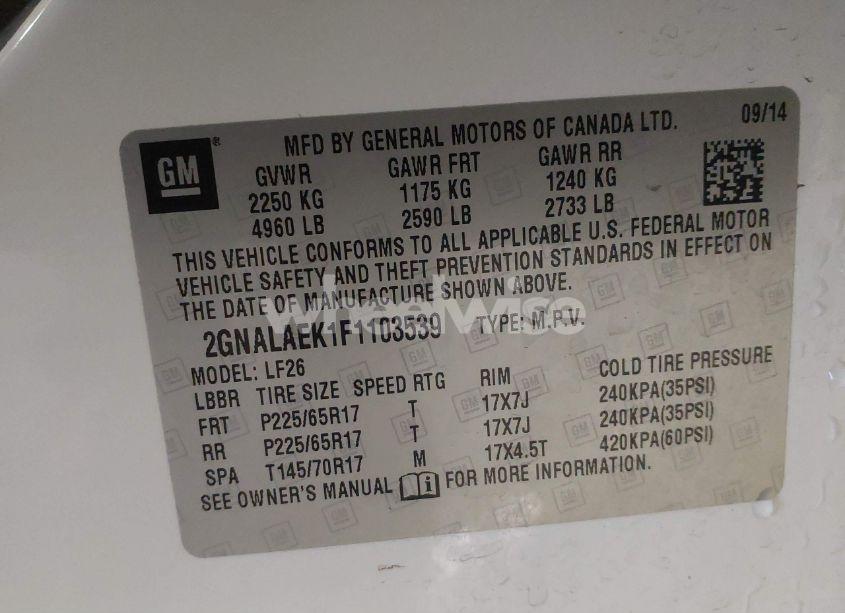 GM®
MFD BY GENERAL MOTORS OF CANADA LTD. 09/14
GVWR GAWR FRT GAWR RR
2250 KG 1175 KG 1240 KG
4960 LB 2590 LB 2733 LB
THIS VEHICLE CONFORMS TO ALL APPLICABLE U.S. FEDERAL MOTOR
VEHICLE SAFETY AND THEFT PREVENTION STANDARDS IN EFFECT ON
THE DATE OF MANUFACTURE SHOWN ABOVE.
wheelwise
2GNALAEK1F1103539 TYPE: M.P.V.
MODEL: LF26
LBBR TIRE SIZE SPEED RTG RIM COLD TIRE PRESSURE
FRT P225/65R17 T 17X7J 240KPA(35PSI)
RR P225/65R17 T 17X7J 240KPA(35PSI)
SPA T145/70R17 M 17X4.5T 420KPA(60PSI)
SEE OWNER'S MANUAL FOR MORE INFORMATION.